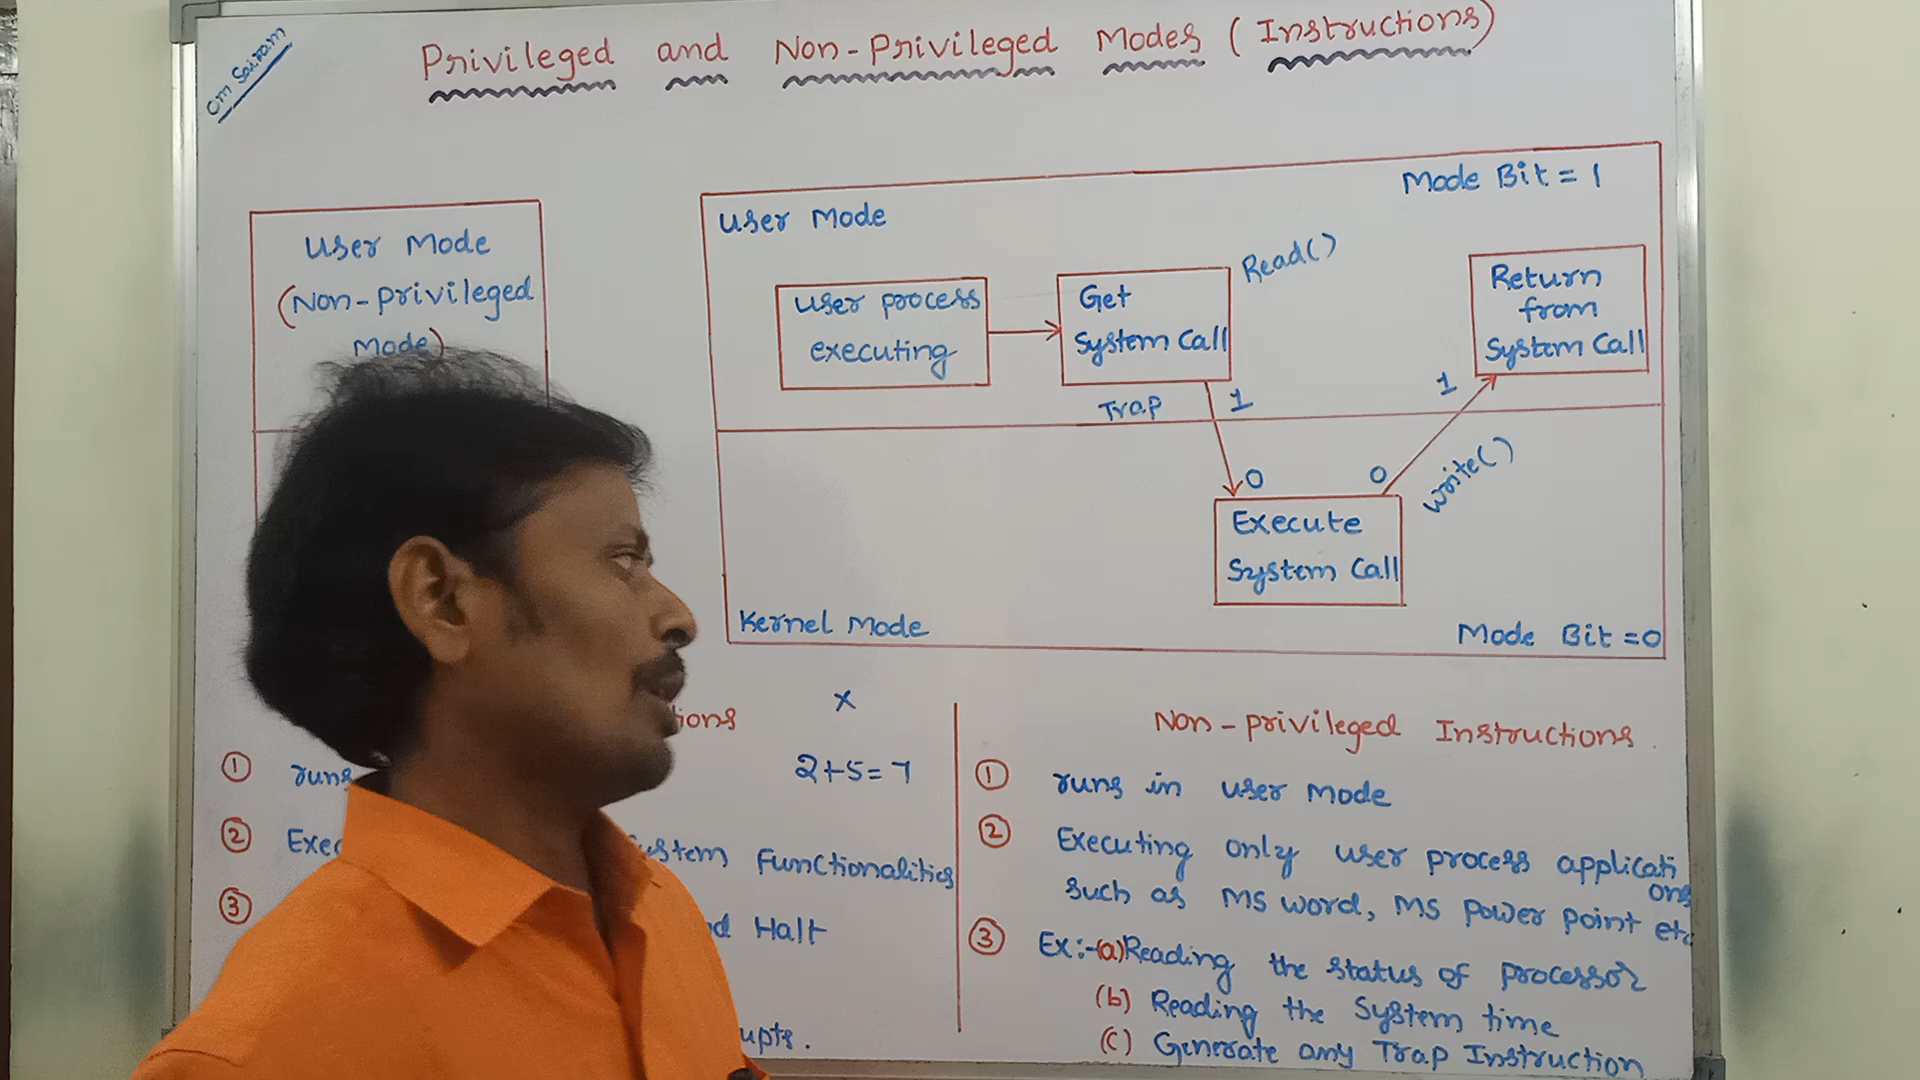 Om Sairam
Privileged and Non-Privileged Modes (Instructions)
User Mode
(Non-privileged
Mode)
User Mode
Mode Bit = 1
User process
executing
Get
System Call
Read()
Return
from
System Call
Trap
1
1
0
0
Write()
Execute
System Call
Kernel Mode
Mode Bit = 0
x
2+5=7
① runs
②
System Functionalities
③
Halt
Non-privileged Instructions
① runs in user mode
② Executing only user process applicati
ons
such as MS word, MS power point etc
③ Ex:-(a) Reading the status of processor
(b) Reading the System time
(c) Generate any Trap Instruction